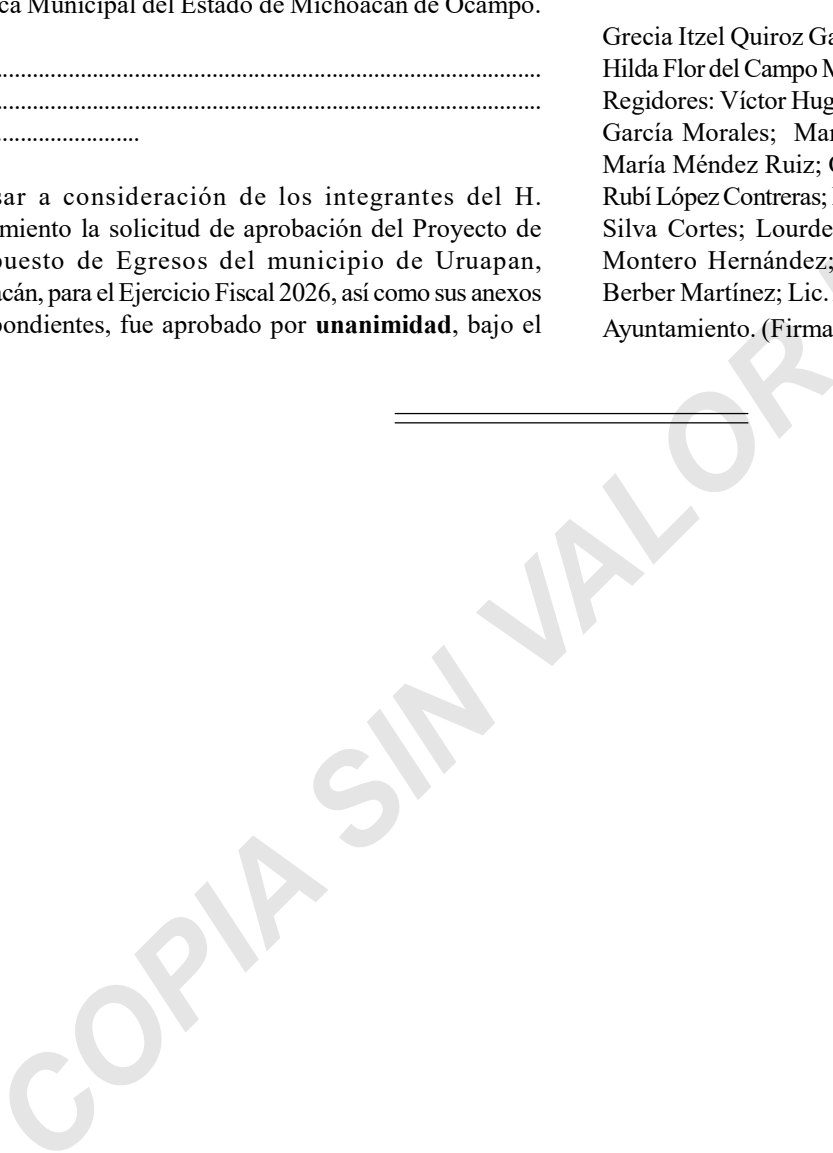 ca Municipal del Estado de Michoacán de Ocampo.
sar a consideración de los integrantes del H.
miento la solicitud de aprobación del Proyecto de
puesto de Egresos del municipio de Uruapan,
acán, para el Ejercicio Fiscal 2026, así como sus anexos
pondientes, fue aprobado por unanimidad, bajo el
Grecia Itzel Quiroz Ga
Hilda Flor del Campo M
Regidores: Víctor Hug
García Morales; Mar
María Méndez Ruiz;
Rubí López Contreras;
Silva Cortes; Lourde
Montero Hernández;
Berber Martínez; Lic.
Ayuntamiento. (Firma
COPIA SIN VALOR